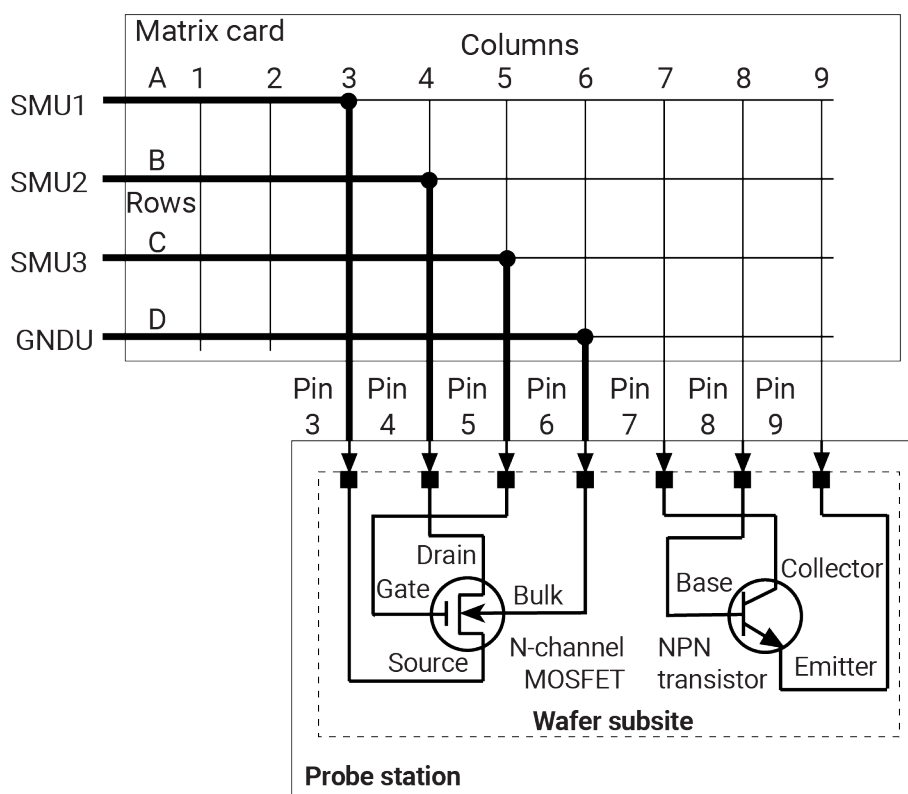 Matrix card
Columns
A 1 2 3 4 5 6 7 8 9
SMU1
B
SMU2
Rows
C
SMU3
D
GNDU
Pin Pin Pin Pin Pin Pin Pin
3 4 5 6 7 8 9
Drain
Gate
Bulk
Source
N-channel
MOSFET
Base
Collector
NPN
transistor
Emitter
Wafer subsite
Probe station